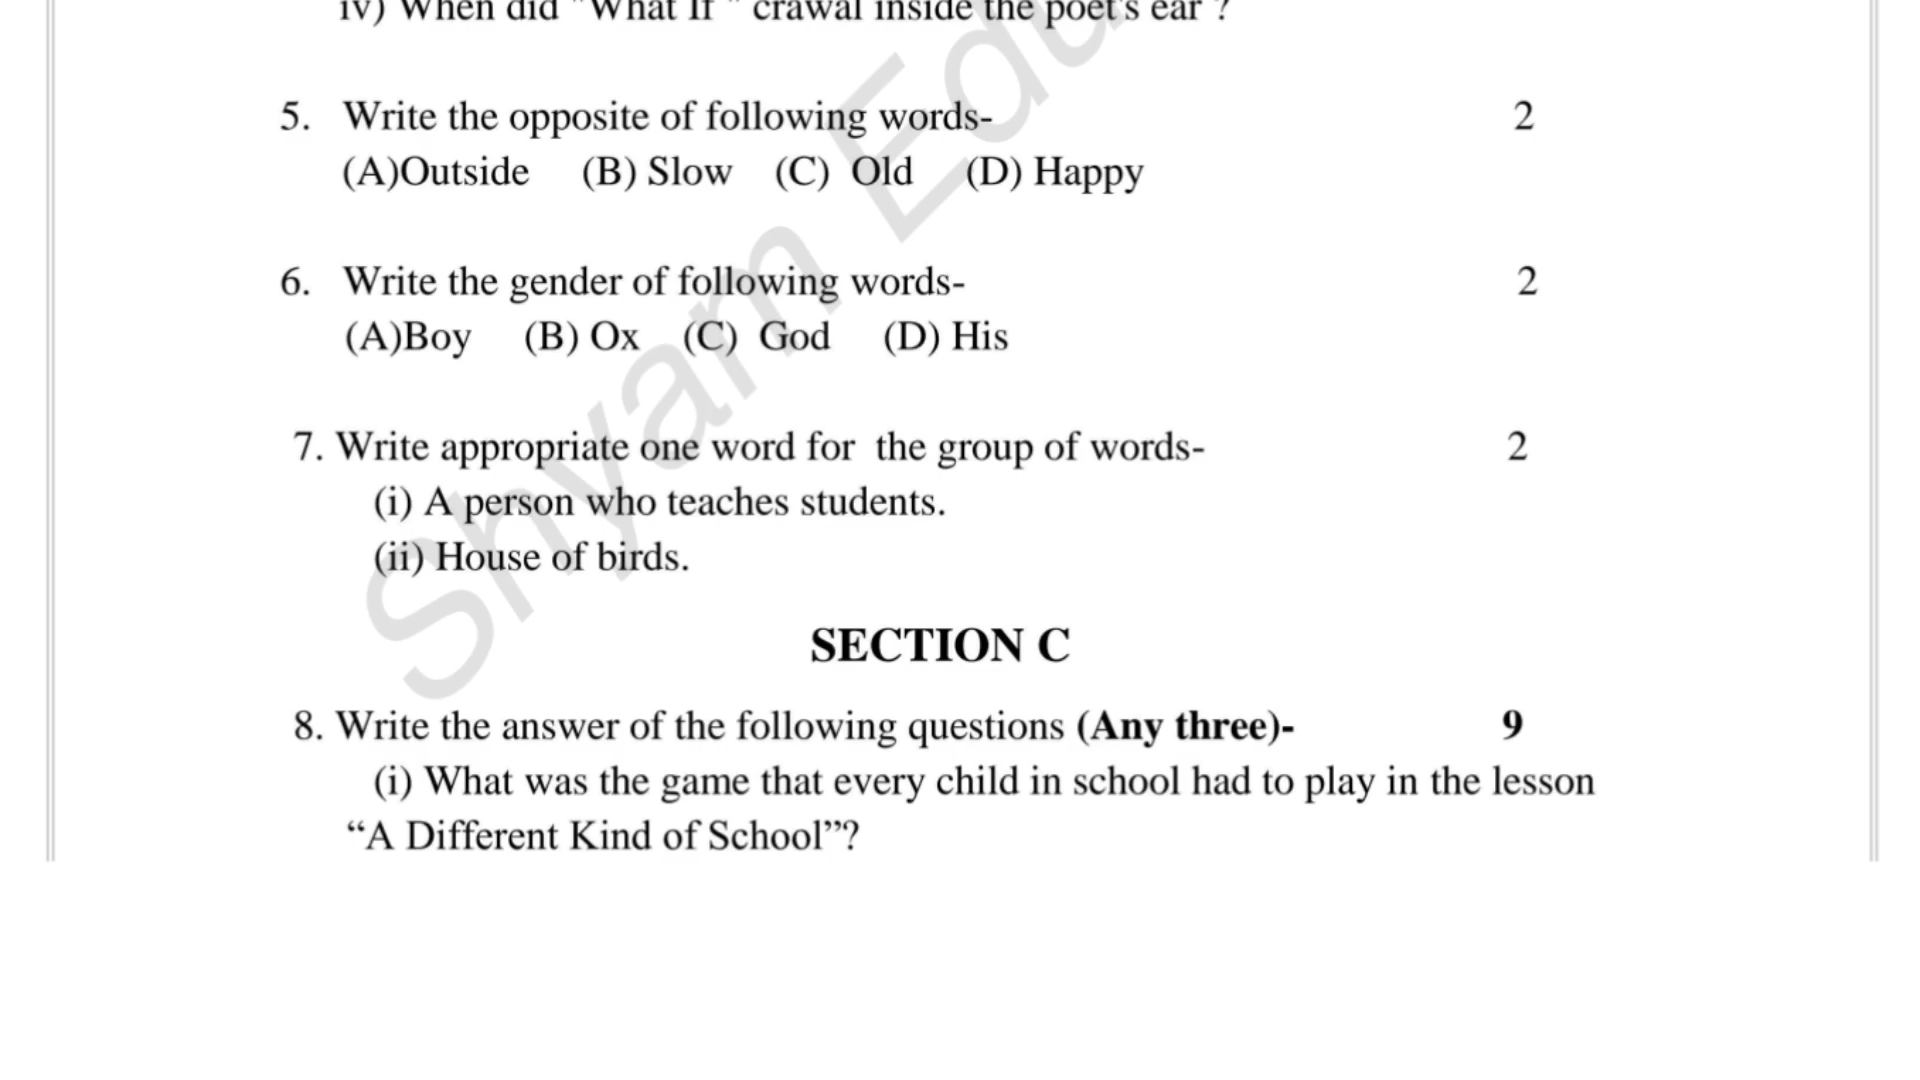 iv) When did "What If " crawal inside the poet's ear ?
5. Write the opposite of following words- 2
(A)Outside (B) Slow (C) Old (D) Happy
6. Write the gender of following words- 2
(A)Boy (B) Ox (C) God (D) His
7. Write appropriate one word for the group of words- 2
(i) A person who teaches students.
(ii) House of birds.
SECTION C
8. Write the answer of the following questions (Any three)- 9
(i) What was the game that every child in school had to play in the lesson
“A Different Kind of School”?
Shyam Edu